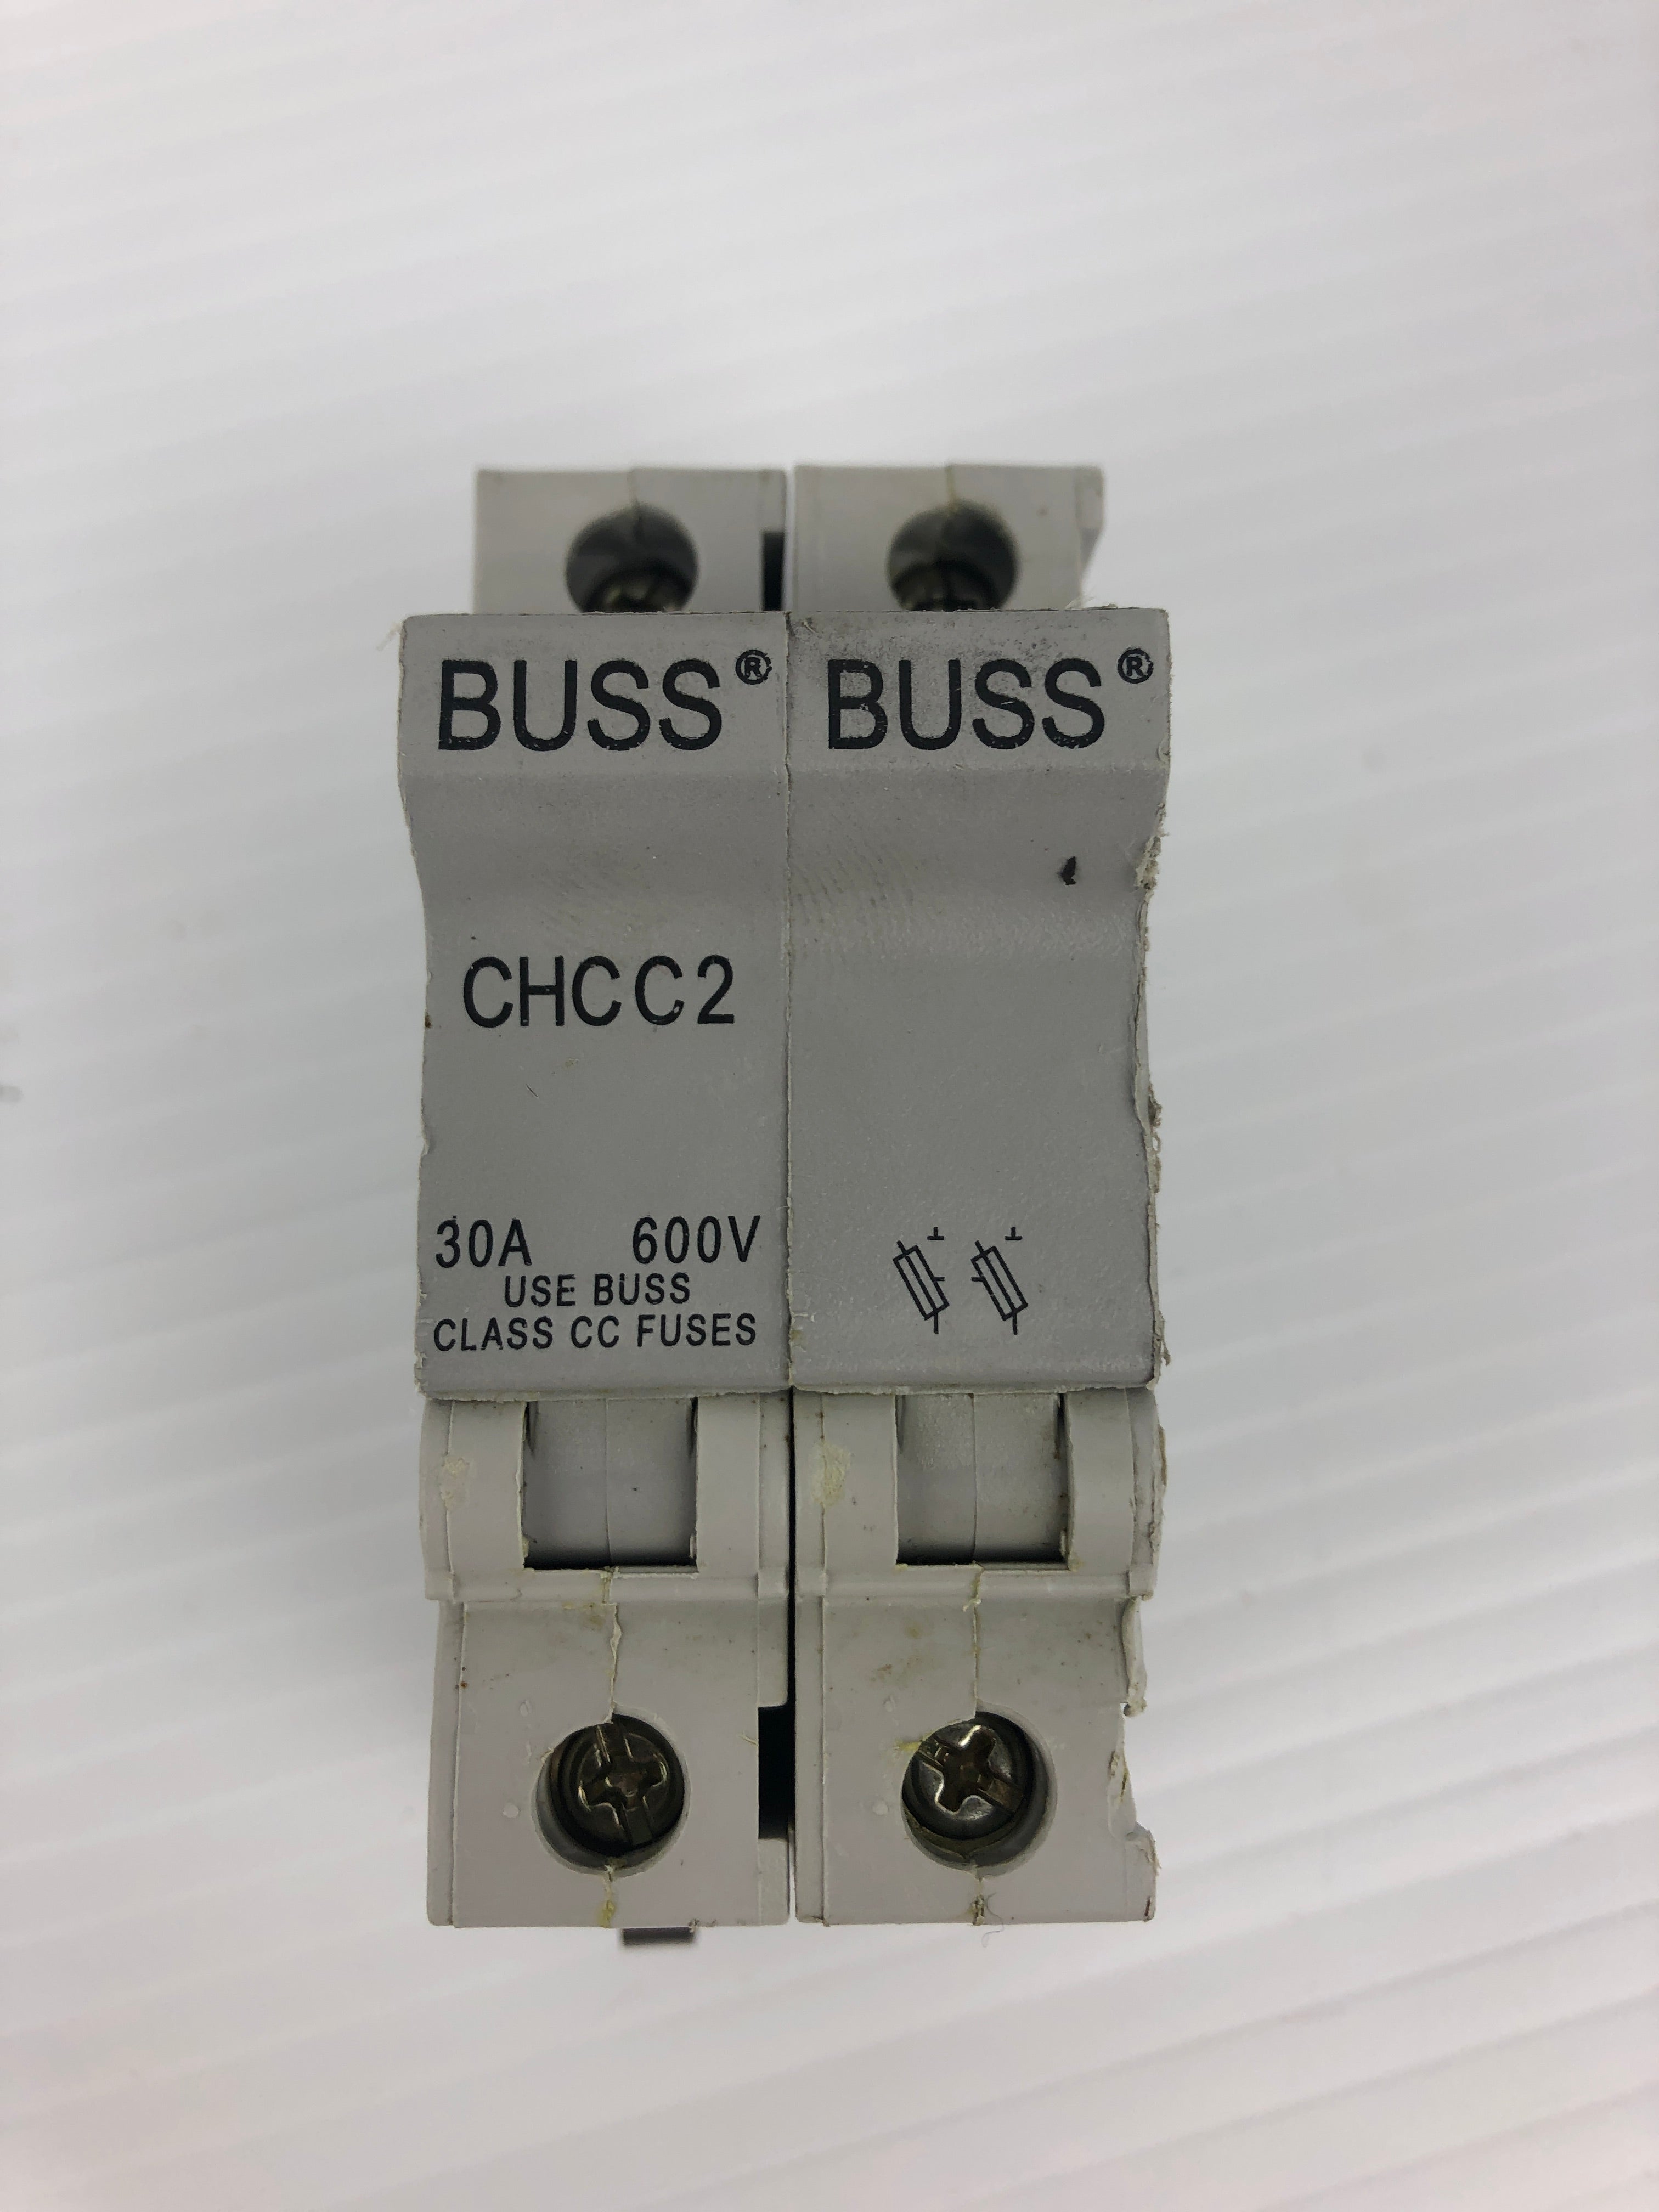 BUSS® BUSS®
CHCC2
30A 600V
USE BUSS
CLASS CC FUSES